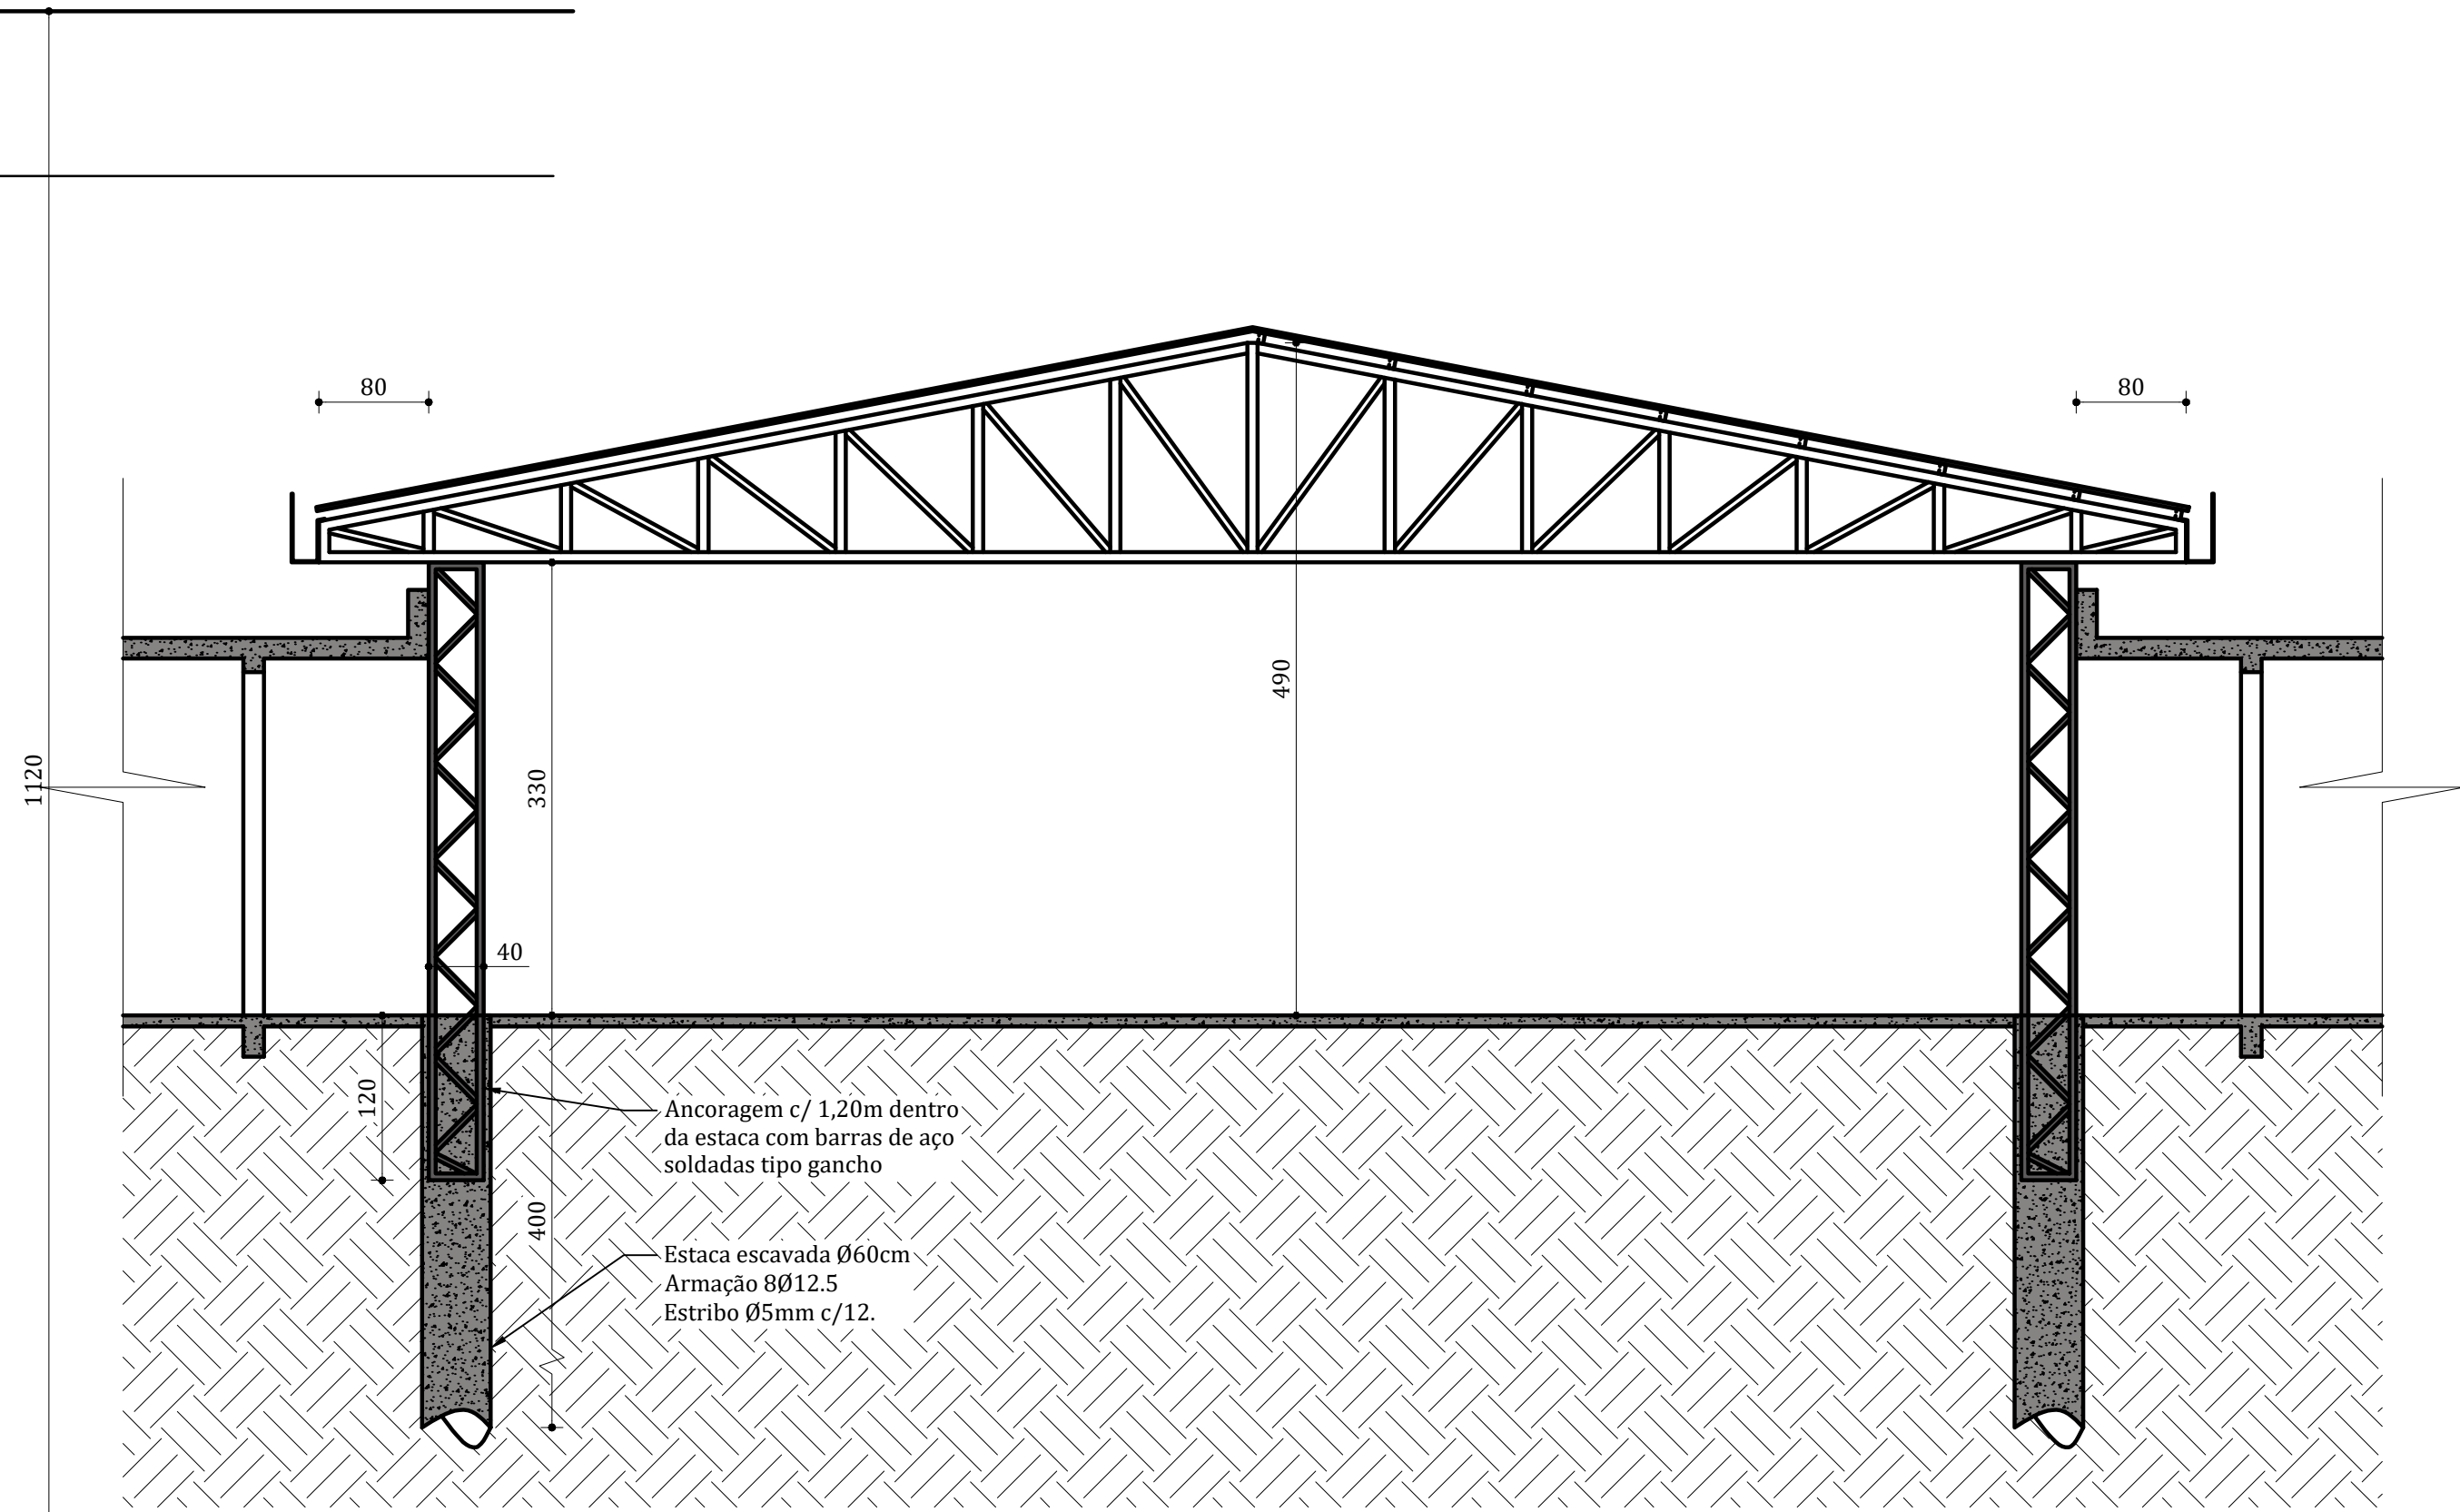 80
80
490
1120
330
40
120
Ancoragem c/ 1,20m dentro
da estaca com barras de aço
soldadas tipo gancho
400
Estaca escavada Ø60cm
Armação 8Ø12.5
Estribo Ø5mm c/12.